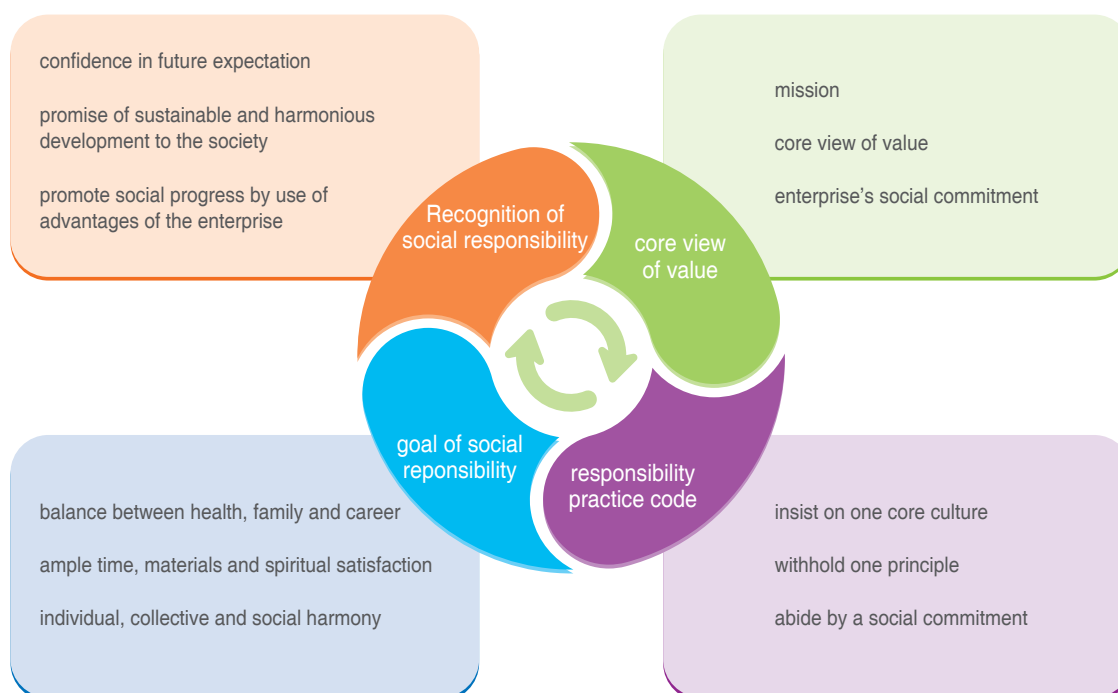 confidence in future expectation
promise of sustainable and harmonious
development to the society
promote social progress by use of
advantages of the enterprise
mission
core view of value
enterprise's social commitment
Recognition of
social responsibility
core view
of value
goal of social
reponsibility
responsibility
practice code
balance between health, family and career
ample time, materials and spiritual satisfaction
individual, collective and social harmony
insist on one core culture
withhold one principle
abide by a social commitment